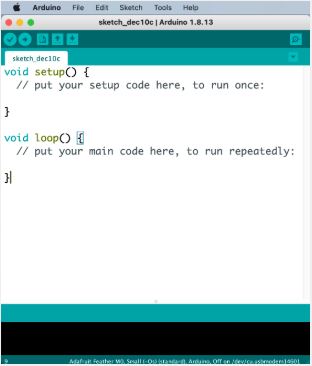 Arduino File Edit Sketch Tools Help
sketch_dec10c | Arduino 1.8.13
sketch_dec10c
void setup() {
// put your setup code here, to run once:
}
void loop() {
// put your main code here, to run repeatedly:
}
9 Adafruit Feather M0, Small (-Os) (standard), Arduino, Off on /dev/cu.usbmodem14601